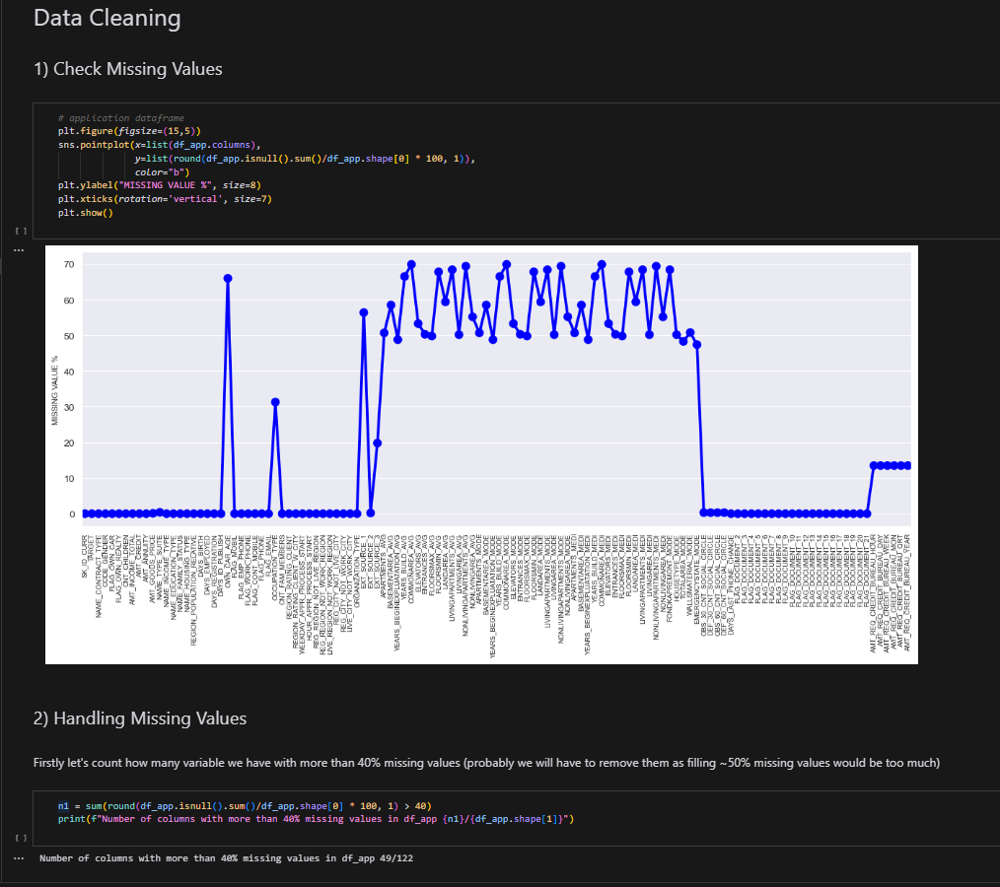 Data Cleaning
1) Check Missing Values
# application dataframe
plt.figure(figsize=(15,5))
sns.pointplot(x=list(df_app.columns),
y=list(round(df_app.isnull().sum()/df_app.shape[0] * 100, 1)),
color="b")
plt.ylabel("MISSING VALUE %", size=8)
plt.xticks(rotation='vertical', size=7)
plt.show()
[ ]
...
70
60
50
40
30
20
10
0
MISSING VALUE %
SK_ID_CURR
TARGET
NAME_CONTRACT_TYPE
CODE_GENDER
FLAG_OWN_CAR
FLAG_OWN_REALTY
CNT_CHILDREN
AMT_INCOME_TOTAL
AMT_CREDIT
AMT_ANNUITY
AMT_GOODS_PRICE
NAME_TYPE_SUITE
NAME_INCOME_TYPE
NAME_EDUCATION_TYPE
NAME_FAMILY_STATUS
NAME_HOUSING_TYPE
REGION_POPULATION_RELATIVE
DAYS_BIRTH
DAYS_EMPLOYED
DAYS_REGISTRATION
DAYS_ID_PUBLISH
OWN_CAR_AGE
FLAG_MOBIL
FLAG_EMP_PHONE
FLAG_WORK_PHONE
FLAG_CONT_MOBILE
FLAG_PHONE
FLAG_EMAIL
OCCUPATION_TYPE
CNT_FAM_MEMBERS
REGION_RATING_CLIENT
REGION_RATING_CLIENT_W_CITY
WEEKDAY_APPR_PROCESS_START
HOUR_APPR_PROCESS_START
REG_REGION_NOT_LIVE_REGION
REG_REGION_NOT_WORK_REGION
LIVE_REGION_NOT_WORK_REGION
REG_CITY_NOT_LIVE_CITY
REG_CITY_NOT_WORK_CITY
LIVE_CITY_NOT_WORK_CITY
ORGANIZATION_TYPE
EXT_SOURCE_1
EXT_SOURCE_2
EXT_SOURCE_3
APARTMENTS_AVG
BASEMENTAREA_AVG
YEARS_BEGINEXPLUATATION_AVG
YEARS_BUILD_AVG
COMMONAREA_AVG
ELEVATORS_AVG
ENTRANCES_AVG
FLOORSMAX_AVG
FLOORSMIN_AVG
LANDAREA_AVG
LIVINGAPARTMENTS_AVG
LIVINGAREA_AVG
NONLIVINGAPARTMENTS_AVG
NONLIVINGAREA_AVG
APARTMENTS_MODE
BASEMENTAREA_MODE
YEARS_BEGINEXPLUATATION_MODE
YEARS_BUILD_MODE
COMMONAREA_MODE
ELEVATORS_MODE
ENTRANCES_MODE
FLOORSMAX_MODE
FLOORSMIN_MODE
LANDAREA_MODE
LIVINGAPARTMENTS_MODE
LIVINGAREA_MODE
NONLIVINGAPARTMENTS_MODE
NONLIVINGAREA_MODE
APARTMENTS_MEDI
BASEMENTAREA_MEDI
YEARS_BEGINEXPLUATATION_MEDI
YEARS_BUILD_MEDI
COMMONAREA_MEDI
ELEVATORS_MEDI
ENTRANCES_MEDI
FLOORSMAX_MEDI
FLOORSMIN_MEDI
LANDAREA_MEDI
LIVINGAPARTMENTS_MEDI
LIVINGAREA_MEDI
NONLIVINGAPARTMENTS_MEDI
NONLIVINGAREA_MEDI
FONDKAPREMONT_MODE
HOUSETYPE_MODE
TOTALAREA_MODE
WALLSMATERIAL_MODE
EMERGENCYSTATE_MODE
OBS_30_CNT_SOCIAL_CIRCLE
DEF_30_CNT_SOCIAL_CIRCLE
OBS_60_CNT_SOCIAL_CIRCLE
DEF_60_CNT_SOCIAL_CIRCLE
DAYS_LAST_PHONE_CHANGE
FLAG_DOCUMENT_2
FLAG_DOCUMENT_3
FLAG_DOCUMENT_4
FLAG_DOCUMENT_5
FLAG_DOCUMENT_6
FLAG_DOCUMENT_7
FLAG_DOCUMENT_8
FLAG_DOCUMENT_9
FLAG_DOCUMENT_10
FLAG_DOCUMENT_11
FLAG_DOCUMENT_12
FLAG_DOCUMENT_13
FLAG_DOCUMENT_14
FLAG_DOCUMENT_15
FLAG_DOCUMENT_16
FLAG_DOCUMENT_17
FLAG_DOCUMENT_18
FLAG_DOCUMENT_19
FLAG_DOCUMENT_20
FLAG_DOCUMENT_21
AMT_REQ_CREDIT_BUREAU_HOUR
AMT_REQ_CREDIT_BUREAU_DAY
AMT_REQ_CREDIT_BUREAU_WEEK
AMT_REQ_CREDIT_BUREAU_MON
AMT_REQ_CREDIT_BUREAU_QRT
AMT_REQ_CREDIT_BUREAU_YEAR
2) Handling Missing Values
Firstly let's count how many variable we have with more than 40% missing values (probably we will have to remove them as filling ~50% missing values would be too much)
n1 = sum(round(df_app.isnull().sum()/df_app.shape[0] * 100, 1) > 40)
print(f"Number of columns with more than 40% missing values in df_app {n1}/{df_app.shape[1]}")
[ ]
...
Number of columns with more than 40% missing values in df_app 49/122